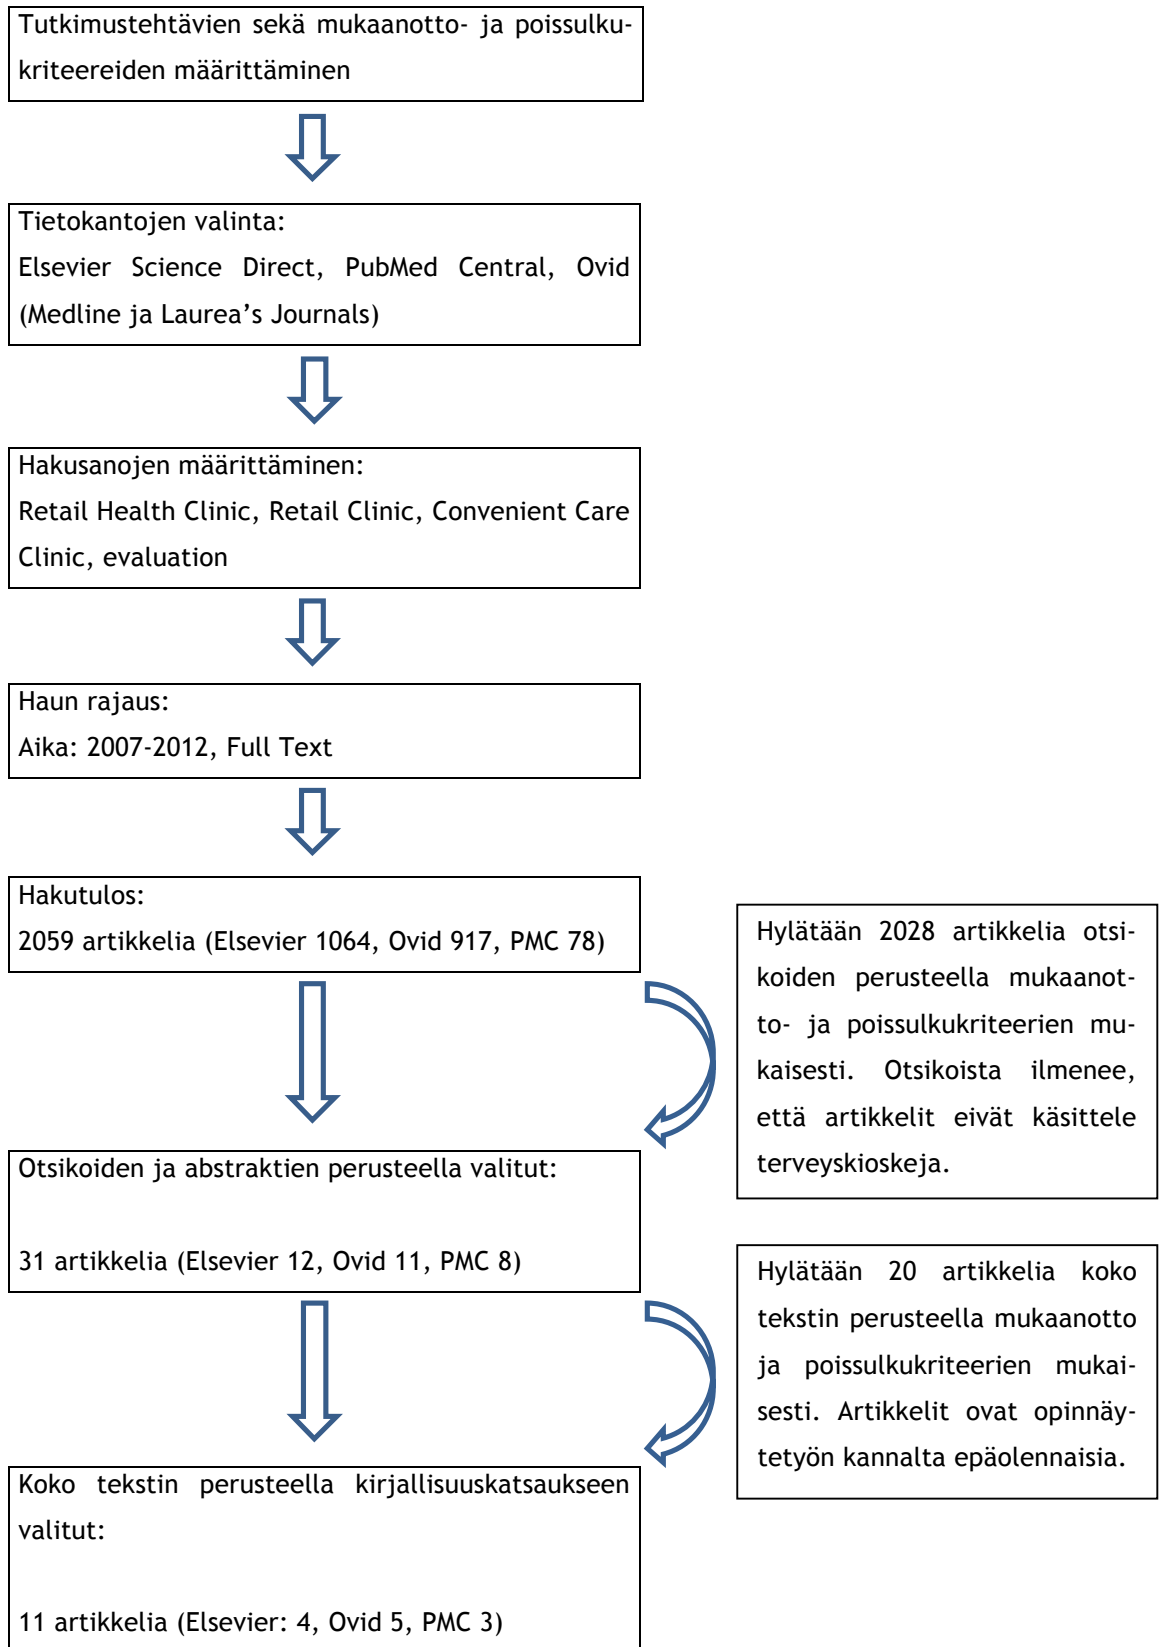 Tutkimustehtävien sekä mukaanotto- ja poissulku-
kriteereiden määrittäminen
Tietokantojen valinta:
Elsevier Science Direct, PubMed Central, Ovid
(Medline ja Laurea’s Journals)
Hakusanojen määrittäminen:
Retail Health Clinic, Retail Clinic, Convenient Care
Clinic, evaluation
Haun rajaus:
Aika: 2007-2012, Full Text
Hakutulos:
2059 artikkelia (Elsevier 1064, Ovid 917, PMC 78)
Hylätään 2028 artikkelia otsi-
koiden perusteella mukaanot-
to- ja poissulkukriteerien mu-
kaisesti. Otsikoista ilmenee,
että artikkelit eivät käsittele
terveyskioskeja.
Otsikoiden ja abstraktien perusteella valitut:
31 artikkelia (Elsevier 12, Ovid 11, PMC 8)
Hylätään 20 artikkelia koko
tekstin perusteella mukaanotto
ja poissulkukriteerien mukai-
sesti. Artikkelit ovat opinnäy-
tetyön kannalta epäolennaisia.
Koko tekstin perusteella kirjallisuuskatsaukseen
valitut:
11 artikkelia (Elsevier: 4, Ovid 5, PMC 3)